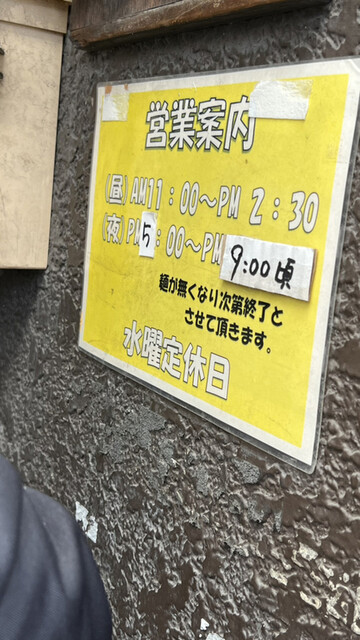 営業案内
(昼)AM11:00～PM 2:30
(夜)PM5:00～PM9:00頃
麺が無くなり次第終了と
させて頂きます。
水曜定休日